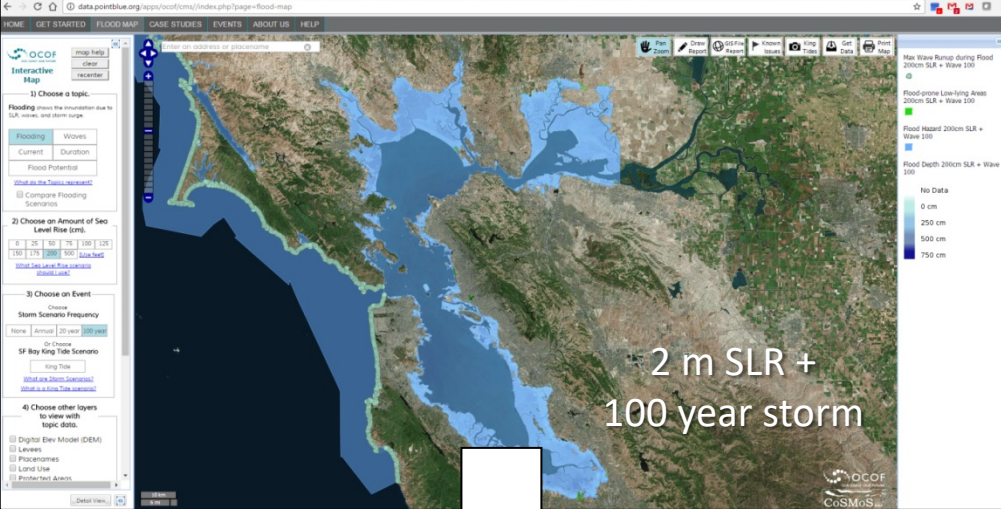 data.pointblue.org/apps/ocof/cms//index.php?page=flood-map
HOME GET STARTED FLOOD MAP CASE STUDIES EVENTS ABOUT US HELP
OCOF
Interactive
Map
map help
clear
recenter
1) Choose a topic.
Flooding shows the innundation due to
SLR, waves, and storm surge.
Flooding Waves
Current Duration
Flood Potential
What do the Topics represent?
Compare Flooding
Scenarios
2) Choose an Amount of Sea
Level Rise (cm).
0 25 50 75 100 125
150 175 200 500 [use feet]
What Sea Level Rise scenario
should I use?
3) Choose an Event
Choose
Storm Scenario Frequency
None Annual 20 year 100 year
Or Choose
SF Bay King Tide Scenario
King Tide
What are Storm Scenarios?
What is a King Tide scenario?
4) Choose other layers
to view with
topic data.
Digital Elev Model (DEM)
Levees
Placenames
Land Use
Protected Areas
Detail View...
Enter an address or placename
Pan
Zoom
Draw
Report
GIS File
Report
Known
Issues
King
Tides
Get
Data
Print
Map
2 m SLR +
100 year storm
10 km
OCOF
CoSMoS
Max Wave Runup during Flood
200cm SLR + Wave 100
Flood-prone Low-lying Areas
200cm SLR + Wave 100
Flood Hazard 200cm SLR +
Wave 100
Flood Depth 200cm SLR + Wave
100
No Data
0 cm
250 cm
500 cm
750 cm